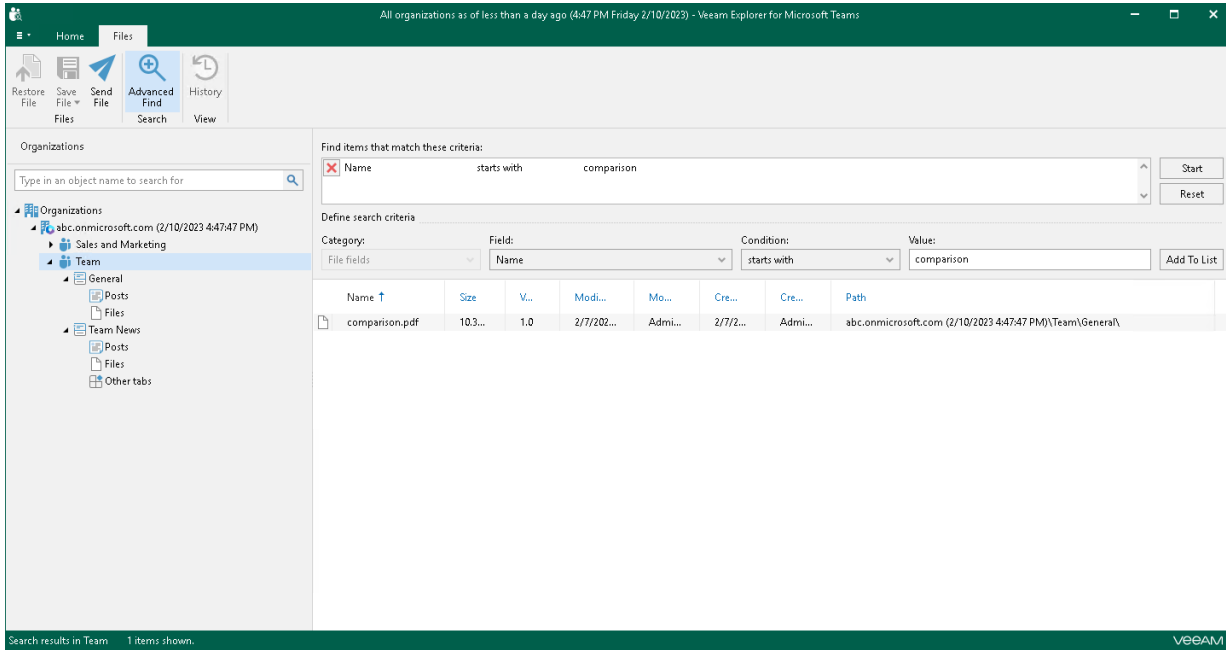 All organizations as of less than a day ago (4:47 PM Friday 2/10/2023) - Veeam Explorer for Microsoft Teams
Home Files
Restore File Save File Send File Advanced Find History
Files Search View
Organizations
Type in an object name to search for
Organizations
abc.onmicrosoft.com (2/10/2023 4:47:47 PM)
Sales and Marketing
Team
General
Posts
Files
Team News
Posts
Files
Other tabs
Find items that match these criteria:
Name starts with comparison
Start
Reset
Define search criteria
Category: Field: Condition: Value:
File fields Name starts with comparison Add To List
Name Size V... Modi... Mo... Cre... Cre... Path
comparison.pdf 10.3... 1.0 2/7/202... Admi... 2/7/2... Admi... abc.onmicrosoft.com (2/10/2023 4:47:47 PM)\Team\General\
Search results in Team 1 items shown. veeAM